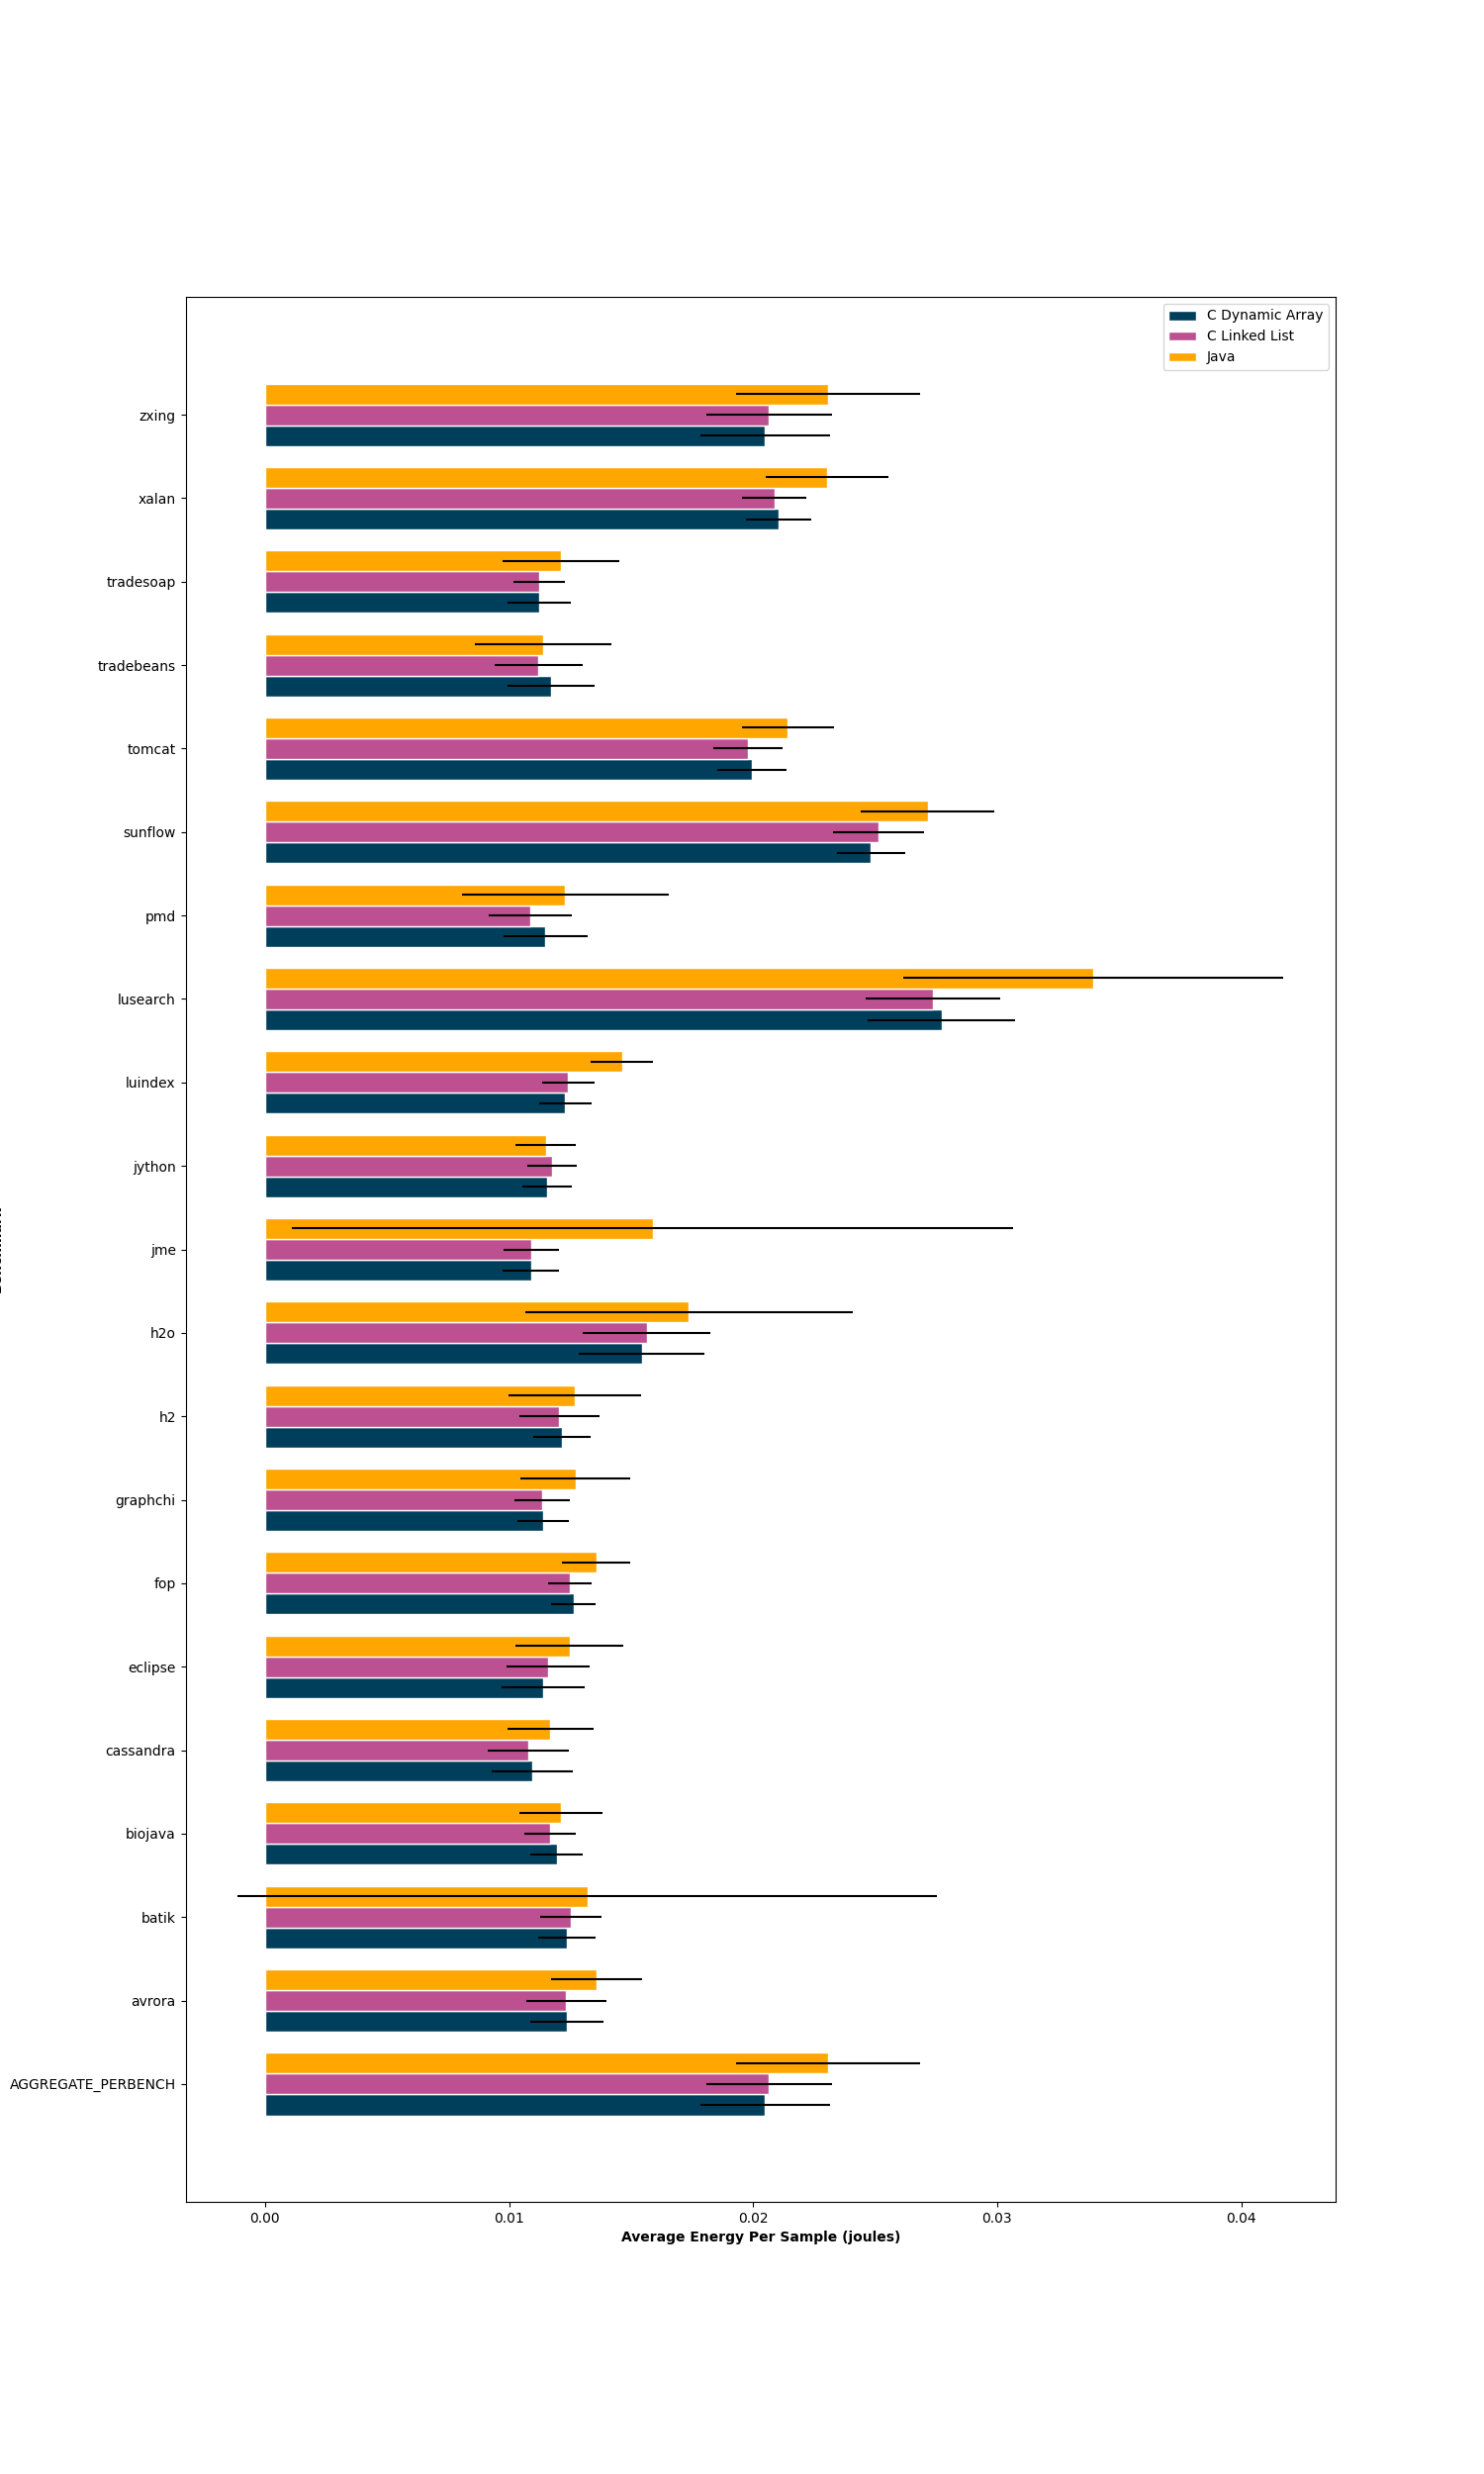 C Dynamic Array
C Linked List
Java
zxing
xalan
tradesoap
tradebeans
tomcat
sunflow
pmd
lusearch
luindex
jython
jme
h2o
h2
graphchi
fop
eclipse
cassandra
biojava
batik
avrora
AGGREGATE_PERBENCH
0.00 0.01 0.02 0.03 0.04
Average Energy Per Sample (joules)